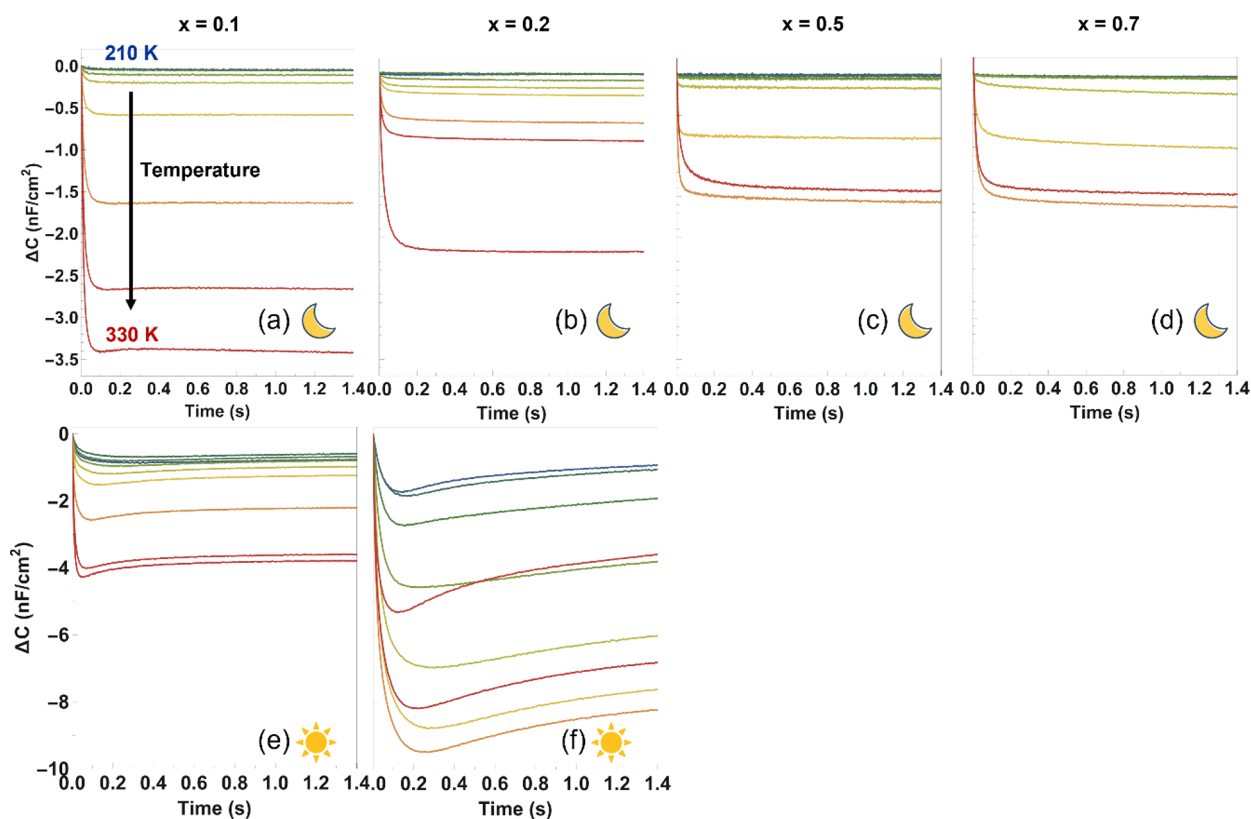 x = 0.1 x = 0.2 x = 0.5 x = 0.7
210 K
Temperature
330 K
ΔC (nF/cm²)
0.0
−0.5
−1.0
−1.5
−2.0
−2.5
−3.0
−3.5
(a) (b) (c) (d)
0.0 0.2 0.4 0.6 0.8 1.0 1.2 1.4
0.0 0.2 0.4 0.6 0.8 1.0 1.2 1.4
0.0 0.2 0.4 0.6 0.8 1.0 1.2 1.4
0.0 0.2 0.4 0.6 0.8 1.0 1.2 1.4
Time (s) Time (s) Time (s) Time (s)
ΔC (nF/cm²)
0
−2
−4
−6
−8
−10
(e) (f)
0.0 0.2 0.4 0.6 0.8 1.0 1.2 1.4
0.0 0.2 0.4 0.6 0.8 1.0 1.2 1.4
Time (s) Time (s)